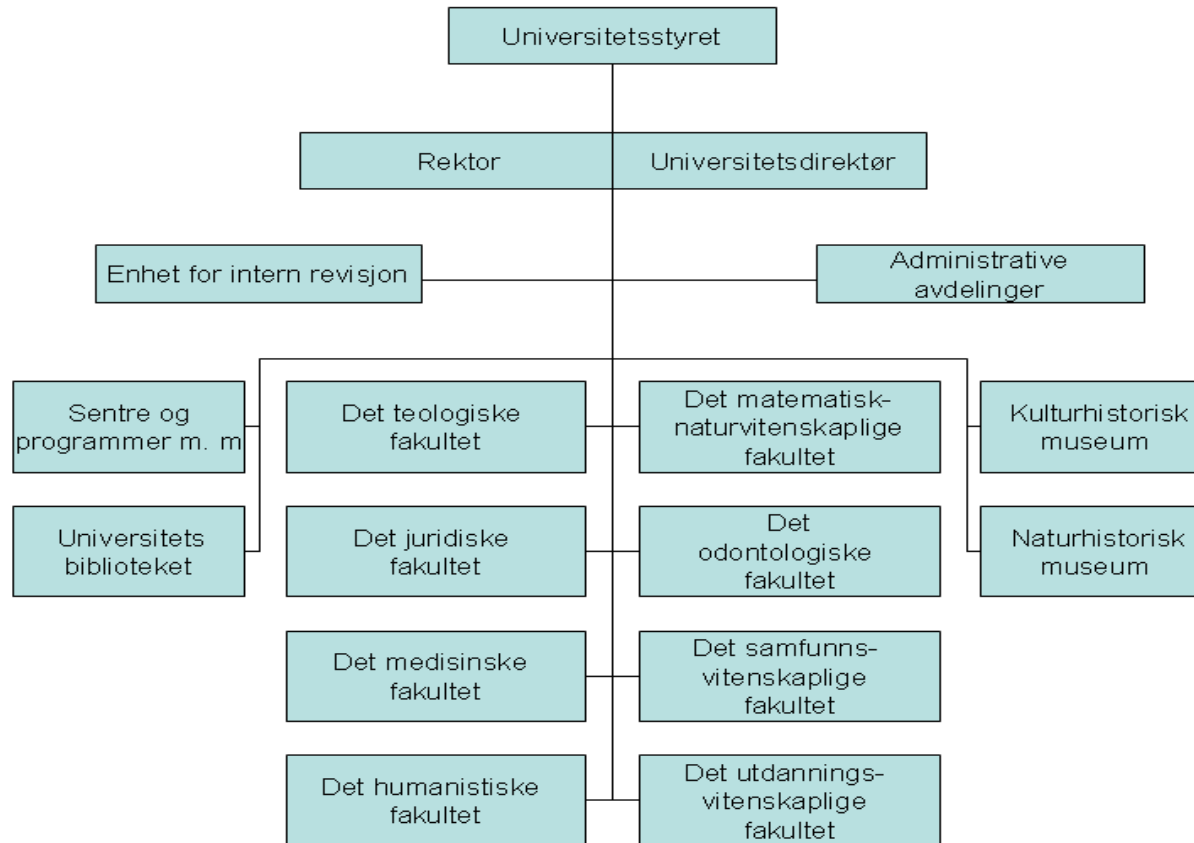 Universitetsstyret
Rektor
Universitetsdirektør
Enhet for intern revisjon
Administrative
avdelinger
Sentre og
programmer m. m
Det teologiske
fakultet
Det matematisk-
naturvitenskaplige
fakultet
Kulturhistorisk
museum
Universitets
biblioteket
Det juridiske
fakultet
Det
odontologiske
fakultet
Naturhistorisk
museum
Det medisinske
fakultet
Det samfunns-
vitenskaplige
fakultet
Det humanistiske
fakultet
Det utdannings-
vitenskaplige
fakultet